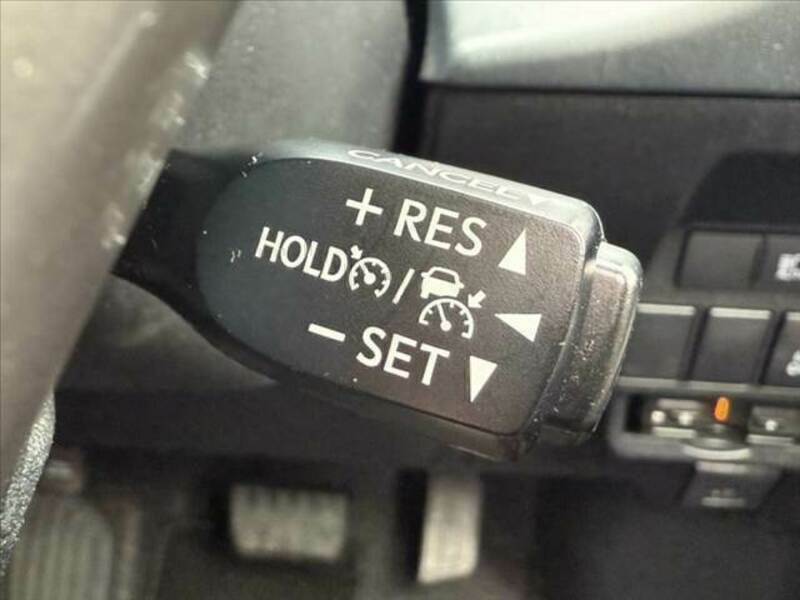 CANCEL
+ RES
HOLD /
- SET